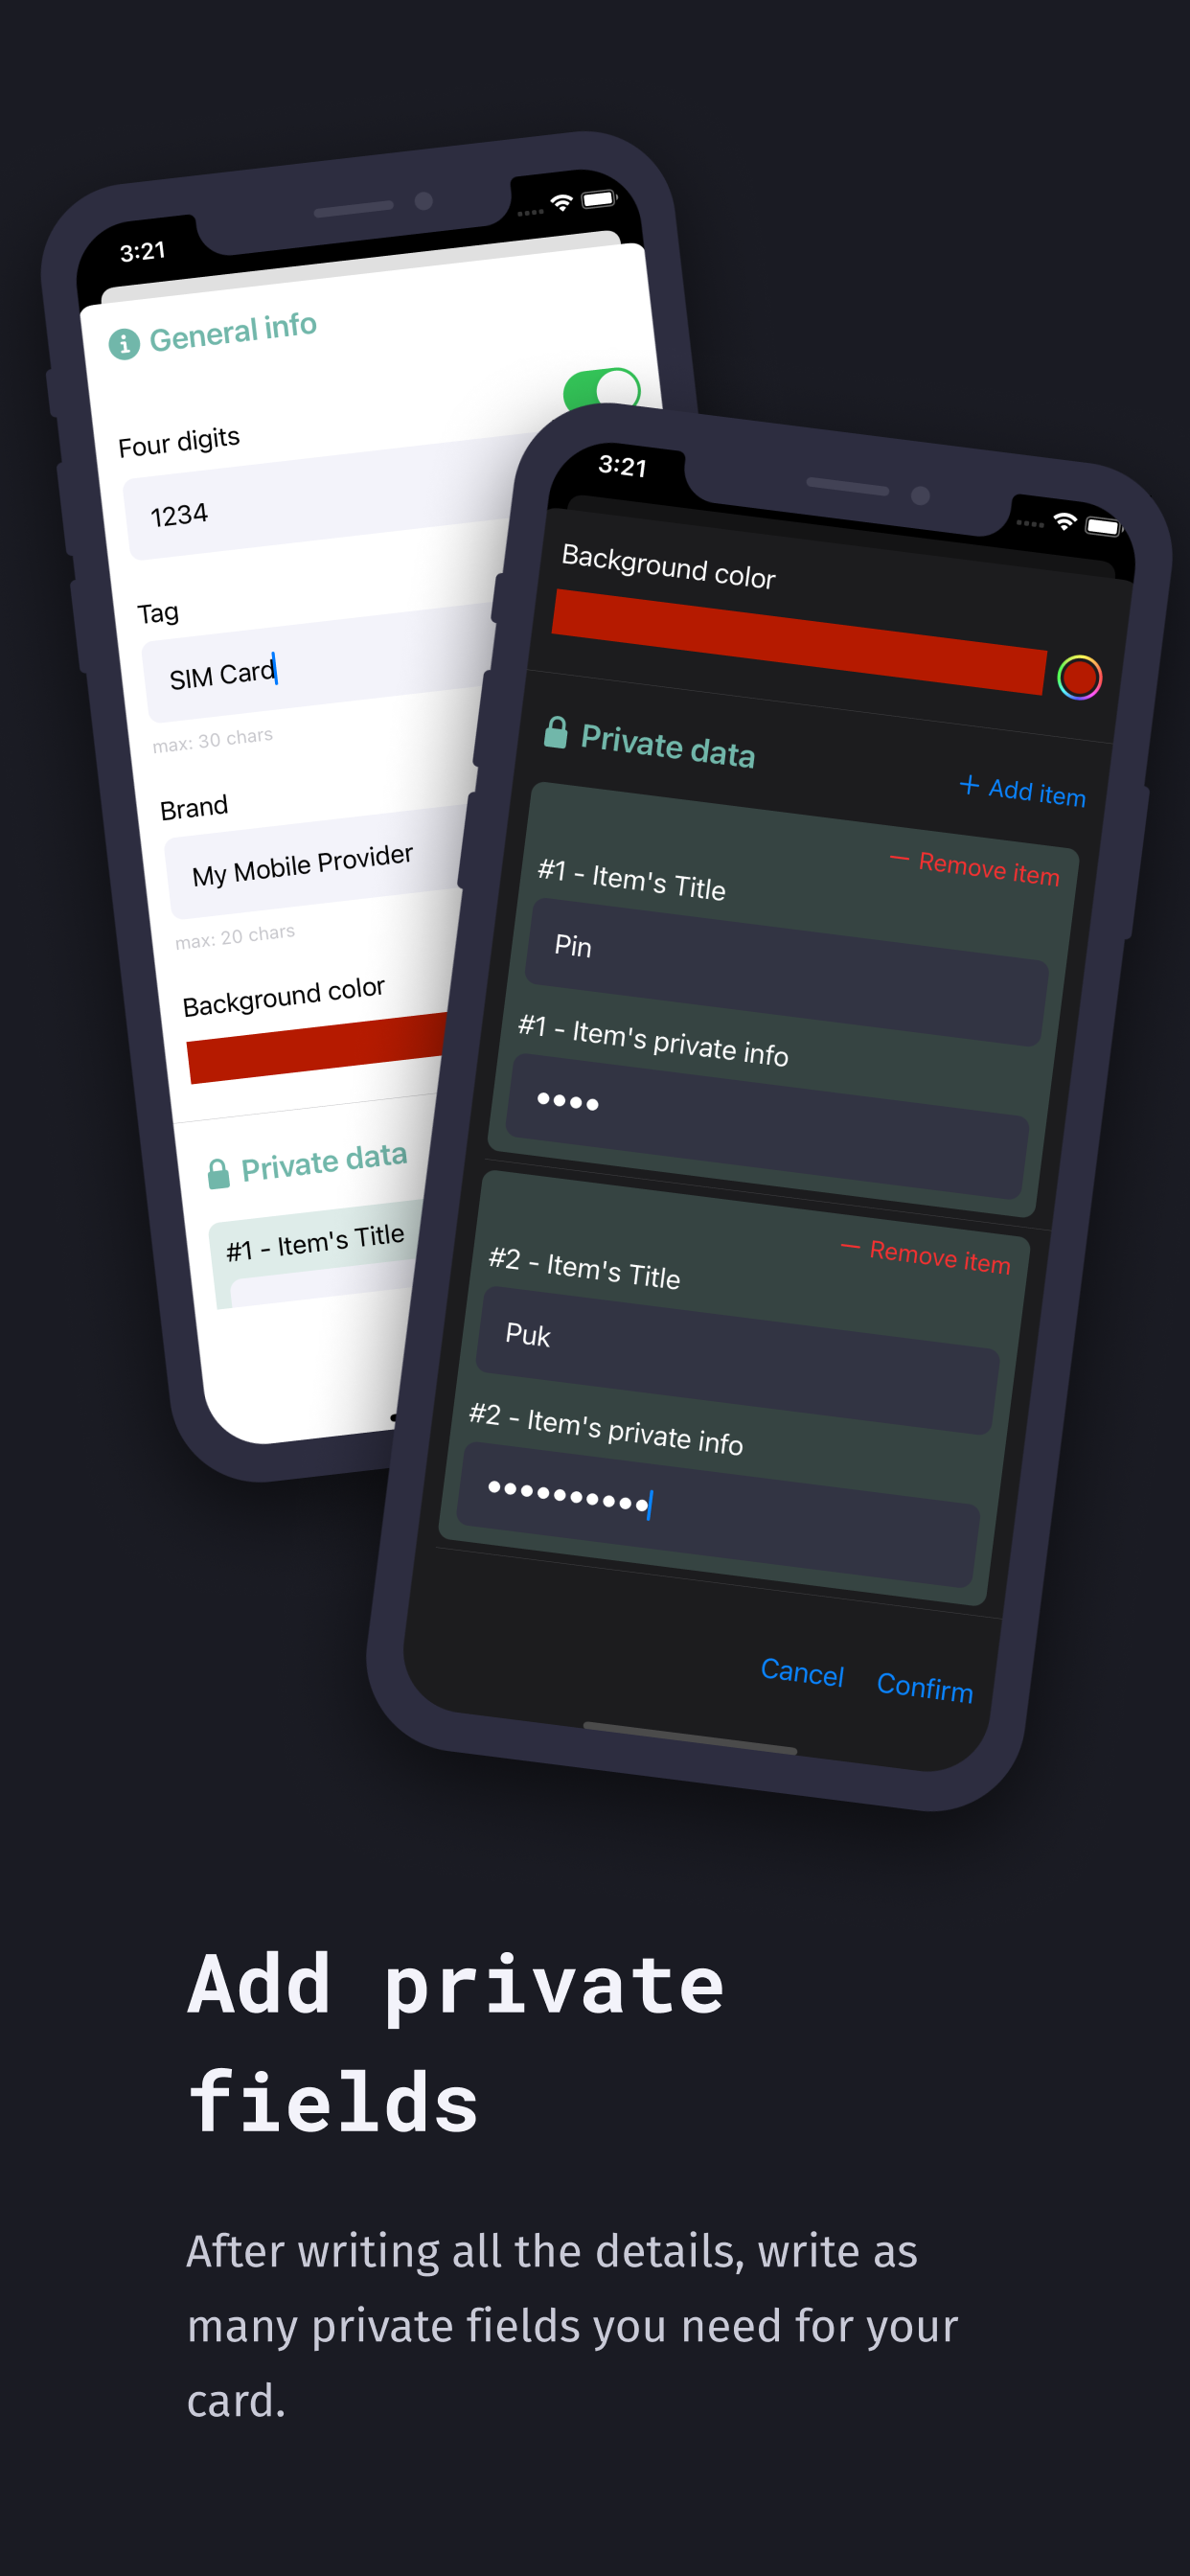 3:21
General info
Four digits
1234
Tag
SIM Card
max: 30 chars
Brand
My Mobile Provider
max: 20 chars
Background color
Private data
#1 - Item's Title
3:21
Background color
Private data
+ Add item
— Remove item
#1 - Item's Title
Pin
#1 - Item's private info
••••
— Remove item
#2 - Item's Title
Puk
#2 - Item's private info
••••••••••
Cancel Confirm
Add private
fields
After writing all the details, write as
many private fields you need for your
card.